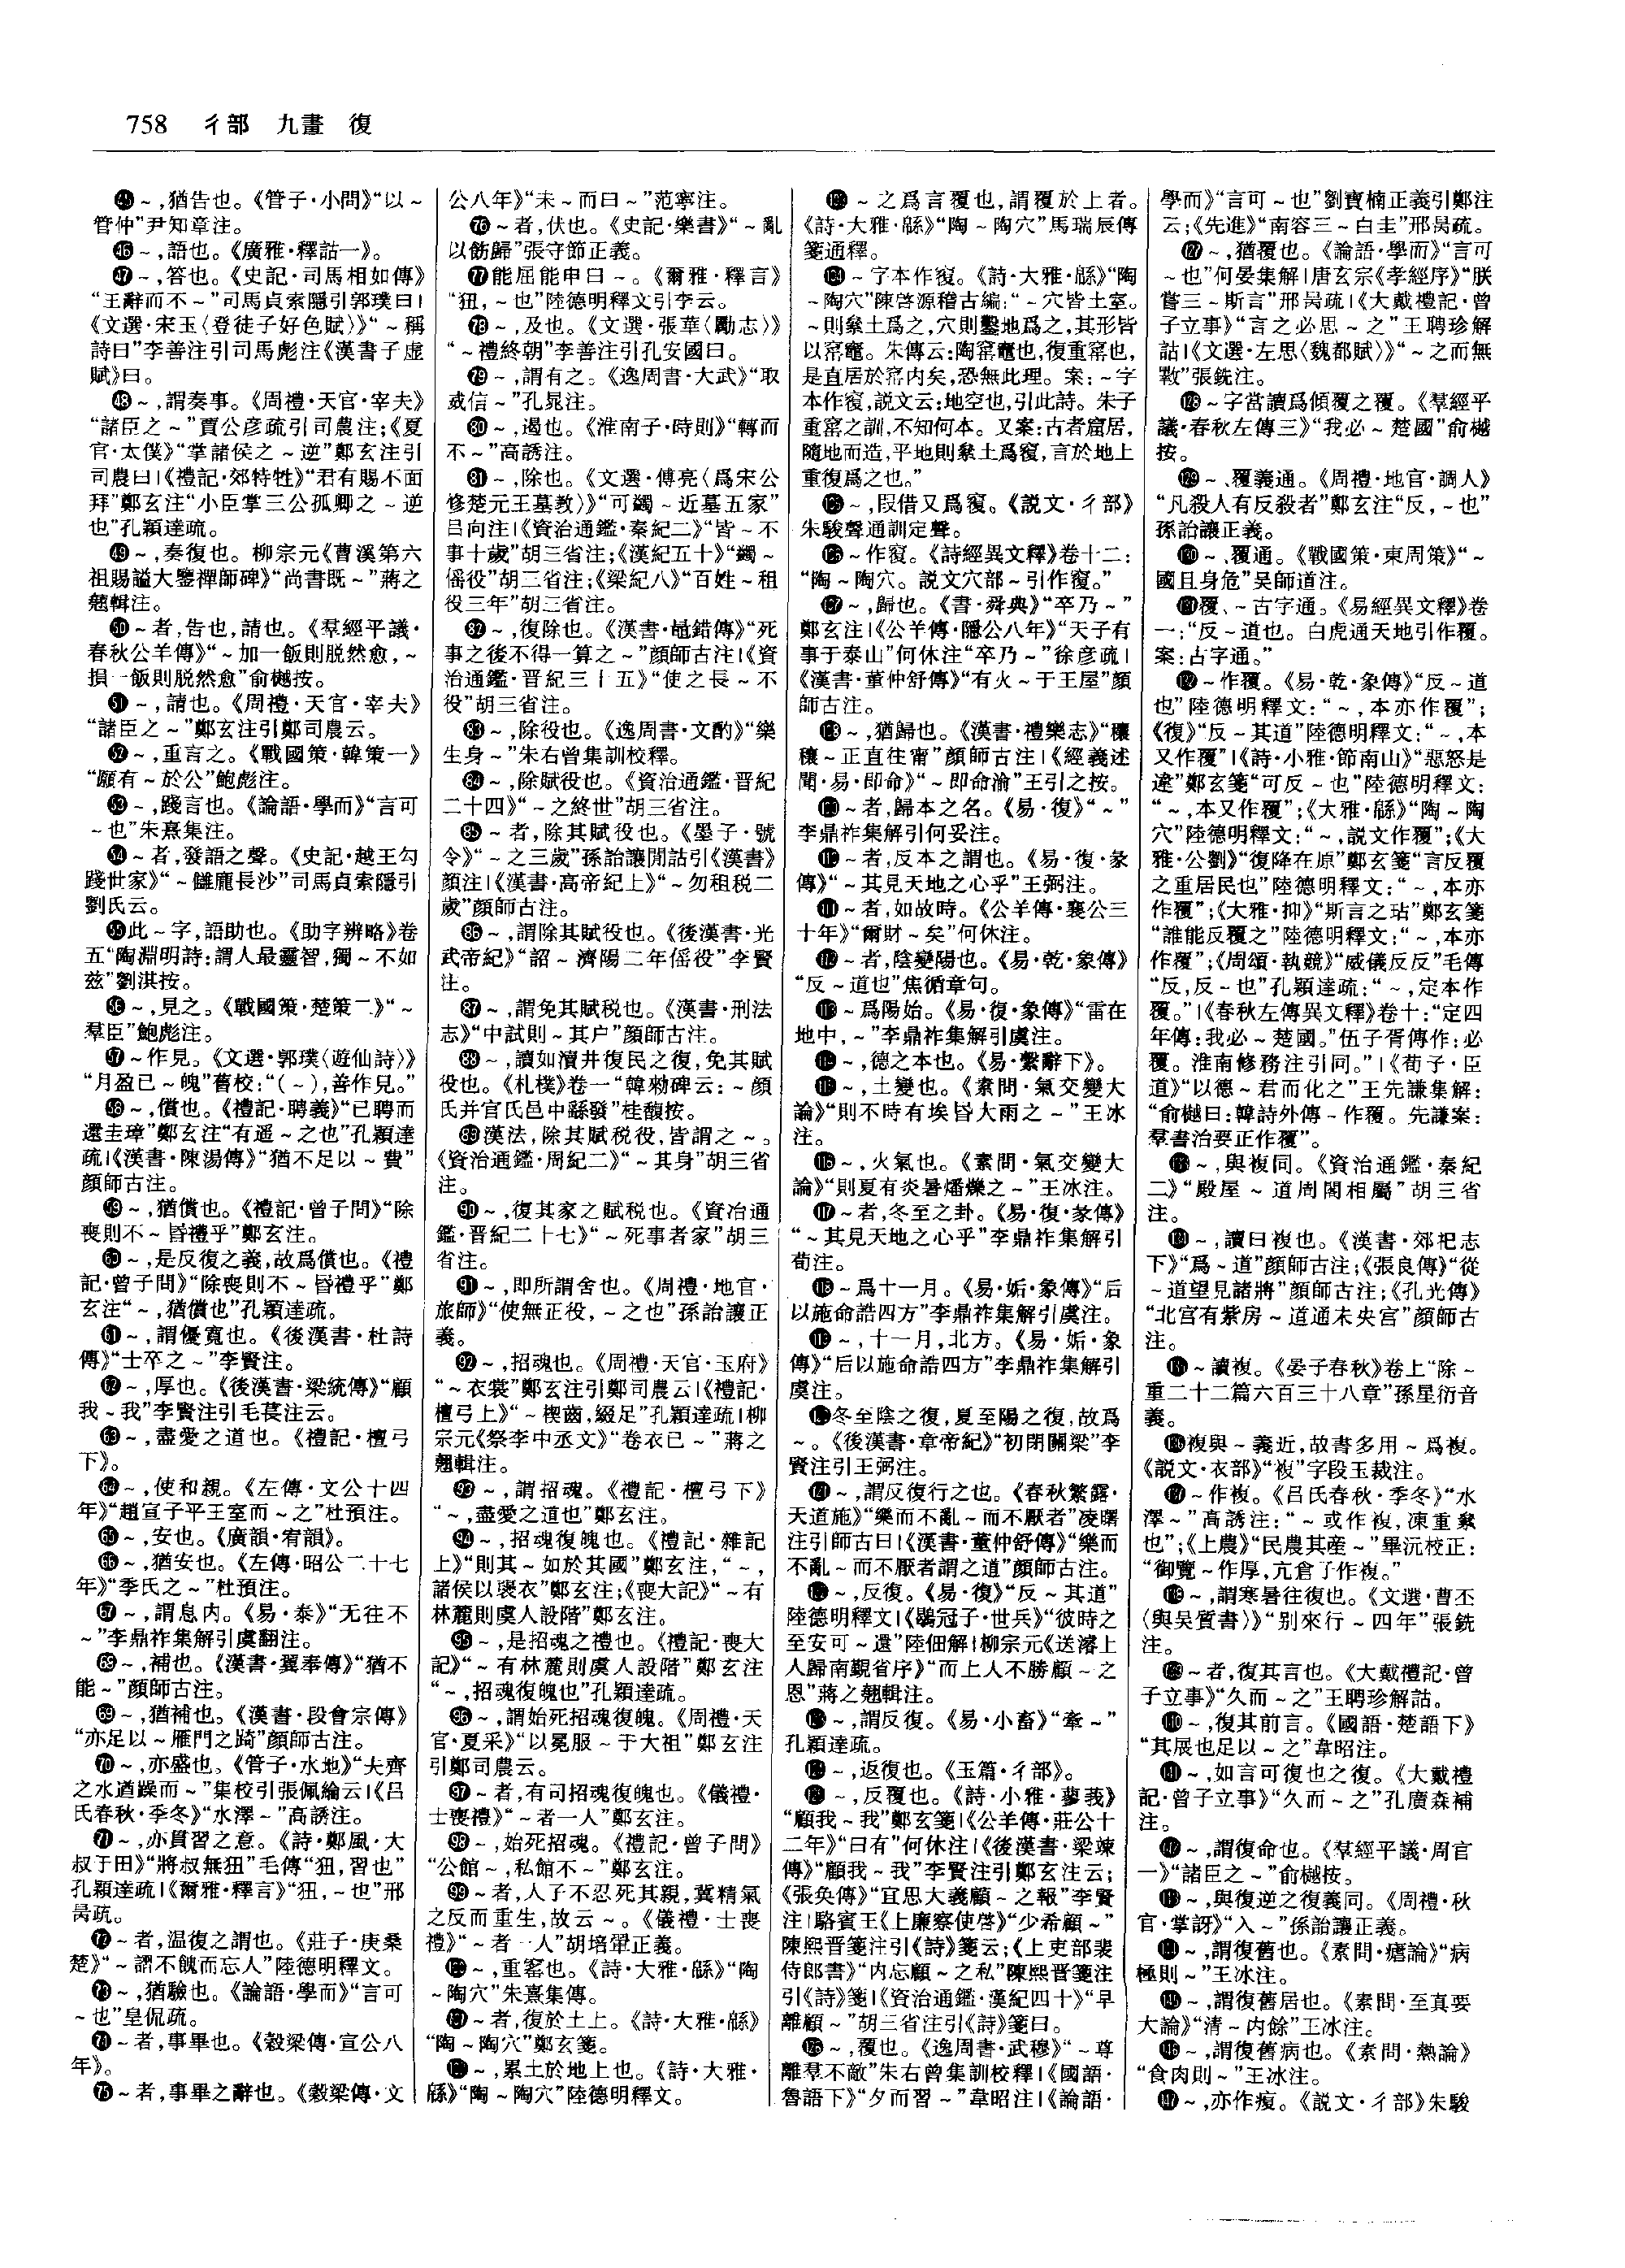 758 彳部 九畫 復
㊺～,猶告也。《管子·小問》“以～
管仲”尹知章注。
㊻～,語也。《廣雅·釋詁一》。
㊼～,答也。《史記·司馬相如傳》
“王辭而不～”司馬貞索隱引郭璞曰|
《文選·宋玉〈登徒子好色賦〉》“～稱
詩曰”李善注引司馬彪注《漢書子虛
賦》曰。
㊽～,謂奏事。《周禮·天官·宰夫》
“諸臣之～”賈公彦疏引司農注;《夏
官·太僕》“掌諸侯之～逆”鄭玄注引
司農曰|《禮記·郊特牲》“君有賜不面
拜”鄭玄注“小臣掌三公孤卿之～逆
也”孔穎達疏。
㊾～,奏復也。柳宗元《曹溪第六
祖賜謚大鑒禪師碑》“尚書既～”蔣之
翹輯注。
㊿～者,告也,請也。《羣經平議·
春秋公羊傳》“～加一飯則脱然愈,～
損一飯則脱然愈”俞樾按。
51～,請也。《周禮·天官·宰夫》
“諸臣之～”鄭玄注引鄭司農云。
52～,重言之。《戰國策·韓策一》
“願有～於公”鮑彪注。
53～,踐言也。《論語·學而》“言可
～也”朱熹集注。
54～者,發語之聲。《史記·越王勾
踐世家》“～讎龐長沙”司馬貞索隱引
劉氏云。
55此～字,語助也。《助字辨略》卷
五“陶淵明詩:謂人最靈智,獨～不如
兹”劉淇按。
56～,見之。《戰國策·楚策二》“～
羣臣”鮑彪注。
57～作見。《文選·郭璞〈遊仙詩〉》
“月盈已～魄”舊校:“(～),善作見。”
58～,償也。《禮記·聘義》“已聘而
還圭璋”鄭玄注“有遥～之也”孔穎達
疏|《漢書·陳湯傳》“猶不足以～費”
顔師古注。
59～,猶償也。《禮記·曾子問》“除
喪則不～昏禮乎”鄭玄注。
60～,是反復之義,故爲償也。《禮
記·曾子問》“除喪則不～昏禮乎”鄭
玄注“～,猶償也”孔穎達疏。
61～,謂優寬也。《後漢書·杜詩
傳》“士卒之～”李賢注。
62～,厚也。《後漢書·梁統傳》“顧
我～我”李賢注引毛萇注云。
63～,盡愛之道也。《禮記·檀弓
下》。
64～,使和親。《左傳·文公十四
年》“趙宣子平王室而～之”杜預注。
65～,安也。《廣韻·宥韻》。
66～,猶安也。《左傳·昭公二十七
年》“季氏之～”杜預注。
67～,謂息内。《易·泰》“无往不
～”李鼎祚集解引虞翻注。
68～,補也。《漢書·翼奉傳》“猶不
能～”顔師古注。
69～,猶補也。《漢書·段會宗傳》
“亦足以～雁門之踦”顔師古注。
70～,亦盛也。《管子·水地》“夫齊
之水遒躁而～”集校引張佩綸云|《吕
氏春秋·季冬》“水澤～”高誘注。
71～,亦貫習之意。《詩·鄭風·大
叔于田》“將叔無狃”毛傳“狃,習也”
孔穎達疏|《爾雅·釋言》“狃,～也”邢
昺疏。
72～者,温復之謂也。《莊子·庚桑
楚》“～謵不餽而忘人”陸德明釋文。
73～,猶驗也。《論語·學而》“言可
～也”皇侃疏。
74～者,事畢也。《穀梁傳·宣公八
年》。
75～者,事畢之辭也。《穀梁傳·文
公八年》“未～而曰～”范寧注。
76～者,伏也。《史記·樂書》“～亂
以飭歸”張守節正義。
77能屈能申曰～。《爾雅·釋言》
“狃,～也”陸德明釋文引李云。
78～,及也。《文選·張華〈勵志〉》
“～禮終朝”李善注引孔安國曰。
79～,謂有之。《逸周書·大武》“取
威信～”孔晁注。
80～,遏也。《淮南子·時則》“轉而
不～”高誘注。
81～,除也。《文選·傅亮〈爲宋公
修楚元王墓教〉》“可蠲～近墓五家”
吕向注|《資治通鑑·秦紀二》“皆～不
事十歲”胡三省注;《漢紀五十》“蠲～
傜役”胡三省注;《梁紀八》“百姓～租
役三年”胡三省注。
82～,復除也。《漢書·鼂錯傳》“死
事之後不得一算之～”顔師古注|《資
治通鑑·晋紀三十五》“使之長～不
役”胡三省注。
83～,除役也。《逸周書·文酌》“樂
生身～”朱右曾集訓校釋。
84～,除賦役也。《資治通鑑·晋紀
二十四》“～之終世”胡三省注。
85～者,除其賦役也。《墨子·號
令》“～之三歲”孫詒讓閒詁引《漢書》
顔注|《漢書·高帝紀上》“～勿租税二
歲”顔師古注。
86～,謂除其賦役也。《後漢書·光
武帝紀》“詔～濟陽二年傜役”李賢
注。
87～,謂免其賦税也。《漢書·刑法
志》“中試則～其户”顔師古注。
88～,讀如瀆井復民之復,免其賦
役也。《札樸》卷一“韓勑碑云:～顔
氏并官氏邑中繇發”桂馥按。
89漢法,除其賦税役,皆謂之～。
《資治通鑑·周紀二》“～其身”胡三省
注。
90～,復其家之賦税也。《資治通
鑑·晋紀二十七》“～死事者家”胡三
省注。
91～,即所謂舍也。《周禮·地官·
旅師》“使無正役,～之也”孫詒讓正
義。
92～,招魂也。《周禮·天官·玉府》
“～衣裳”鄭玄注引鄭司農云|《禮記·
檀弓上》“～楔齒,綴足”孔穎達疏|柳
宗元《祭李中丞文》“卷衣已～”蔣之
翹輯注。
93～,謂招魂。《禮記·檀弓下》
“～,盡愛之道也”鄭玄注。
94～,招魂復魄也。《禮記·雜記
上》“則其～如於其國”鄭玄注,“～,
諸侯以褒衣”鄭玄注;《喪大記》“～有
林麓則虞人設階”鄭玄注。
95～,是招魂之禮也。《禮記·喪大
記》“～有林麓則虞人設階”鄭玄注
“～,招魂復魄也”孔穎達疏。
96～,謂始死招魂復魄。《周禮·天
官·夏采》“以冕服～于大祖”鄭玄注
引鄭司農云。
97～者,有司招魂復魄也。《儀禮·
士喪禮》“～者一人”鄭玄注。
98～,始死招魂。《禮記·曾子問》
“公館～,私館不～”鄭玄注。
99～者,人子不忍死其親,冀精氣
之反而重生,故云～。《儀禮·士喪
禮》“～者一人”胡培翬正義。
100～,重窰也。《詩·大雅·緜》“陶
～陶穴”朱熹集傳。
101～者,復於土上。《詩·大雅·緜》
“陶～陶穴”鄭玄箋。
102～,累土於地上也。《詩·大雅·
緜》“陶～陶穴”陸德明釋文。
103～之爲言覆也,謂覆於上者。
《詩·大雅·緜》“陶～陶穴”馬瑞辰傳
箋通釋。
104～字本作㚆。《詩·大雅·緜》“陶
～陶穴”陳啓源稽古編:“～穴皆土室。
～則絫土爲之,穴則鑿地爲之,其形皆
以窯竈。朱傳云:陶窯竈也,復重窯也,
是直居於窯内矣,恐無此理。案:～字
本作㚆,説文云:地空也,引此詩。朱子
重窯之訓,不知何本。又案:古者窟居,
隨地而造,平地則絫土爲㚆,言於地上
重復爲之也。”
105～,叚借又爲㚆。《説文·彳部》
朱駿聲通訓定聲。
106～作㚆。《詩經異文釋》卷十二:
“陶～陶穴。説文穴部～引作㚆。”
107～,歸也。《書·舜典》“卒乃～”
鄭玄注|《公羊傳·隱公八年》“天子有
事于泰山”何休注“卒乃～”徐彦疏|
《漢書·董仲舒傳》“有火～于王屋”顔
師古注。
108～,猶歸也。《漢書·禮樂志》“穰
穰～正直往甯”顔師古注|《經義述
聞·易·即命》“～即命渝”王引之按。
109～者,歸本之名。《易·復》“～”
李鼎祚集解引何妥注。
110～者,反本之謂也。《易·復·彖
傳》“～其見天地之心乎”王弼注。
111～者,如故時。《公羊傳·襄公三
十年》“爾財～矣”何休注。
112～者,陰變陽也。《易·乾·象傳》
“反～道也”焦循章句。
113～爲陽始。《易·復·象傳》“雷在
地中,～”李鼎祚集解引虞注。
114～,德之本也。《易·繫辭下》。
115～,土變也。《素問·氣交變大
論》“則不時有埃昏大雨之～”王冰
注。
116～,火氣也。《素問·氣交變大
論》“則夏有炎暑燔爍之～”王冰注。
117～者,冬至之卦。《易·復·彖傳》
“～其見天地之心乎”李鼎祚集解引
荀注。
118～爲十一月。《易·姤·象傳》“后
以施命誥四方”李鼎祚集解引虞注。
119～,十一月,北方。《易·姤·象
傳》“后以施命誥四方”李鼎祚集解引
虞注。
120冬至陰之復,夏至陽之復,故爲
～。《後漢書·章帝紀》“初閉關梁”李
賢注引王弼注。
121～,謂反復行之也。《春秋繁露·
天道施》“樂而不亂～而不厭者”凌曙
注引師古曰|《漢書·董仲舒傳》“樂而
不亂～而不厭者謂之道”顔師古注。
122～,反復。《易·復》“反～其道”
陸德明釋文|《鶡冠子·世兵》“彼時之
至安可～還”陸佃解|柳宗元《送濬上
人歸南覲省序》“而上人不勝顧～之
恩”蔣之翹輯注。
123～,謂反復。《易·小畜》“牽～”
孔穎達疏。
124～,返復也。《玉篇·彳部》。
125～,反覆也。《詩·小雅·蓼莪》
“顧我～我”鄭玄箋|《公羊傳·莊公十
二年》“曰有”何休注|《後漢書·梁竦
傳》“顧我～我”李賢注引鄭玄注云;
《張奐傳》“宜思大義顧～之報”李賢
注|駱賓王《上廉察使啓》“少希顧～”
陳熙晋箋注引《詩》箋云;《上吏部裴
侍郎書》“内忘顧～之私”陳熙晋箋注
引《詩》箋|《資治通鑑·漢紀四十》“早
離顧～”胡三省注引《詩》箋曰。
126～,覆也。《逸周書·武穆》“～尊
離羣不敵”朱右曾集訓校釋|《國語·
魯語下》“夕而習～”韋昭注|《論語·
學而》“言可～也”劉寶楠正義引鄭注
云;《先進》“南容三～白圭”邢昺疏。
127～,猶覆也。《論語·學而》“言可
～也”何晏集解|唐玄宗《孝經序》“朕
嘗三～斯言”邢昺疏|《大戴禮記·曾
子立事》“言之必思～之”王聘珍解
詁|《文選·左思〈魏都賦〉》“～之而無
斁”張銑注。
128～字當讀爲傾覆之覆。《羣經平
議·春秋左傳三》“我必～楚國”俞樾
按。
129～、覆義通。《周禮·地官·調人》
“凡殺人有反殺者”鄭玄注“反,～也”
孫詒讓正義。
130～、覆通。《戰國策·東周策》“～
國且身危”吴師道注。
131覆、～古字通。《易經異文釋》卷
一:“反～道也。白虎通天地引作覆。
案:古字通。”
132～作覆。《易·乾·象傳》“反～道
也”陸德明釋文:“～,本亦作覆”;
《復》“反～其道”陸德明釋文:“～,本
又作覆”|《詩·小雅·節南山》“惡怒是
違”鄭玄箋“可反～也”陸德明釋文:
“～,本又作覆”;《大雅·緜》“陶～陶
穴”陸德明釋文:“～,説文作覆”;《大
雅·公劉》“復降在原”鄭玄箋“言反覆
之重居民也”陸德明釋文:“～,本亦
作覆”;《大雅·抑》“斯言之玷”鄭玄箋
“誰能反覆之”陸德明釋文:“～,本亦
作覆”;《周頌·執競》“威儀反反”毛傳
“反,反～也”孔穎達疏:“～,定本作
覆。”|《春秋左傳異文釋》卷十:“定四
年傳:我必～楚國。”伍子胥傳作:必
覆。淮南修務注引同。”|《荀子·臣
道》“以德～君而化之”王先謙集解:
“俞樾曰:韓詩外傳～作覆。先謙案:
羣書治要正作覆”。
133～,與複同。《資治通鑑·秦紀
二》“殿屋～道周閣相屬”胡三省
注。
134～,讀曰複也。《漢書·郊祀志
下》“爲～道”顔師古注;《張良傳》“從
～道望見諸將”顔師古注;《孔光傳》
“北宫有紫房～道通未央宫”顔師古
注。
135～讀複。《晏子春秋》卷上“除～
重二十二篇六百三十八章”孫星衍音
義。
136複與～義近,故書多用～爲複。
《説文·衣部》“複”字段玉裁注。
137～作複。《吕氏春秋·季冬》“水
澤～”高誘注:“～或作複,凍重絫
也”;《上農》“民農其産～”畢沅校正:
“御覽～作厚,亢倉子作複。”
138～,謂寒暑往復也。《文選·曹丕
〈與吴質書〉》“别來行～四年”張銑
注。
139～者,復其言也。《大戴禮記·曾
子立事》“久而～之”王聘珍解詁。
140～,復其前言。《國語·楚語下》
“其展也足以～之”韋昭注。
141～,如言可復也之復。《大戴禮
記·曾子立事》“久而～之”孔廣森補
注。
142～,謂復命也。《羣經平議·周官
一》“諸臣之～”俞樾按。
143～,與復逆之復義同。《周禮·秋
官·掌訝》“入～”孫詒讓正義。
144～,謂復舊也。《素問·瘧論》“病
極則～”王冰注。
145～,謂復舊居也。《素問·至真要
大論》“清～内餘”王冰注。
146～,謂復舊病也。《素問·熱論》
“食肉則～”王冰注。
147～,亦作瘦。《説文·彳部》朱駿